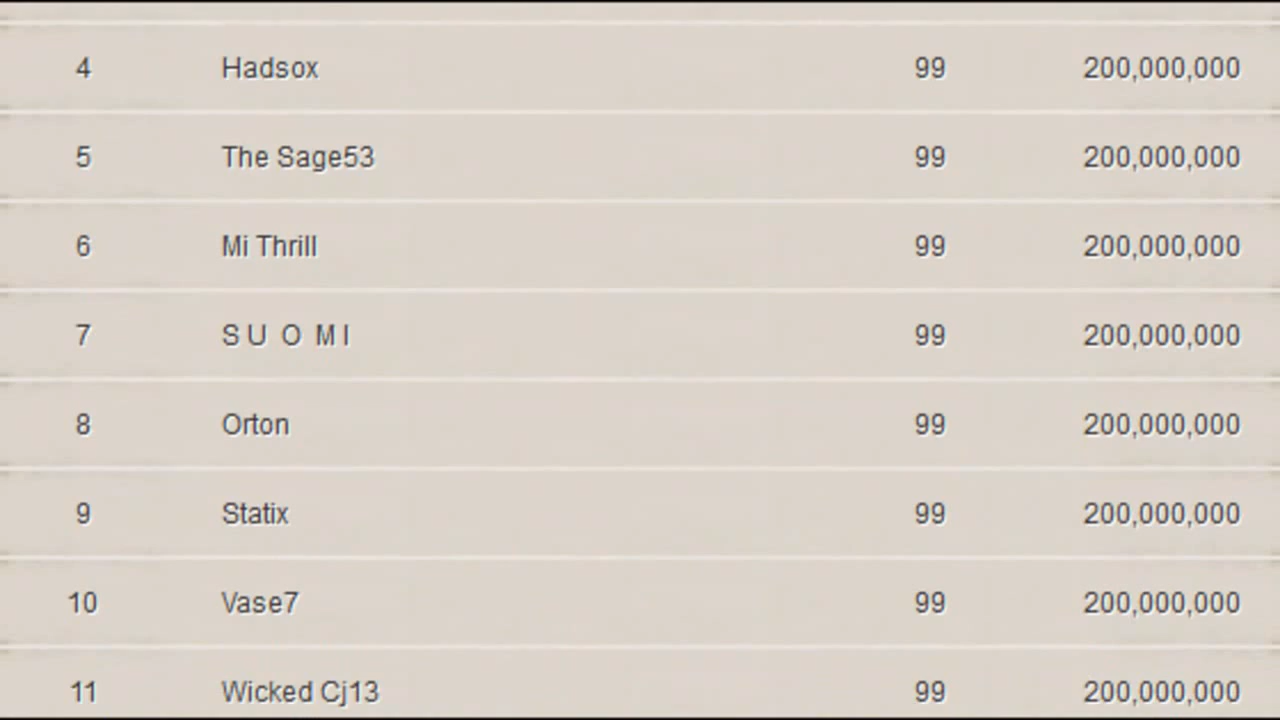 4 Hadsox 99 200,000,000
5 The Sage53 99 200,000,000
6 Mi Thrill 99 200,000,000
7 S U O M I 99 200,000,000
8 Orton 99 200,000,000
9 Statix 99 200,000,000
10 Vase7 99 200,000,000
11 Wicked Cj13 99 200,000,000